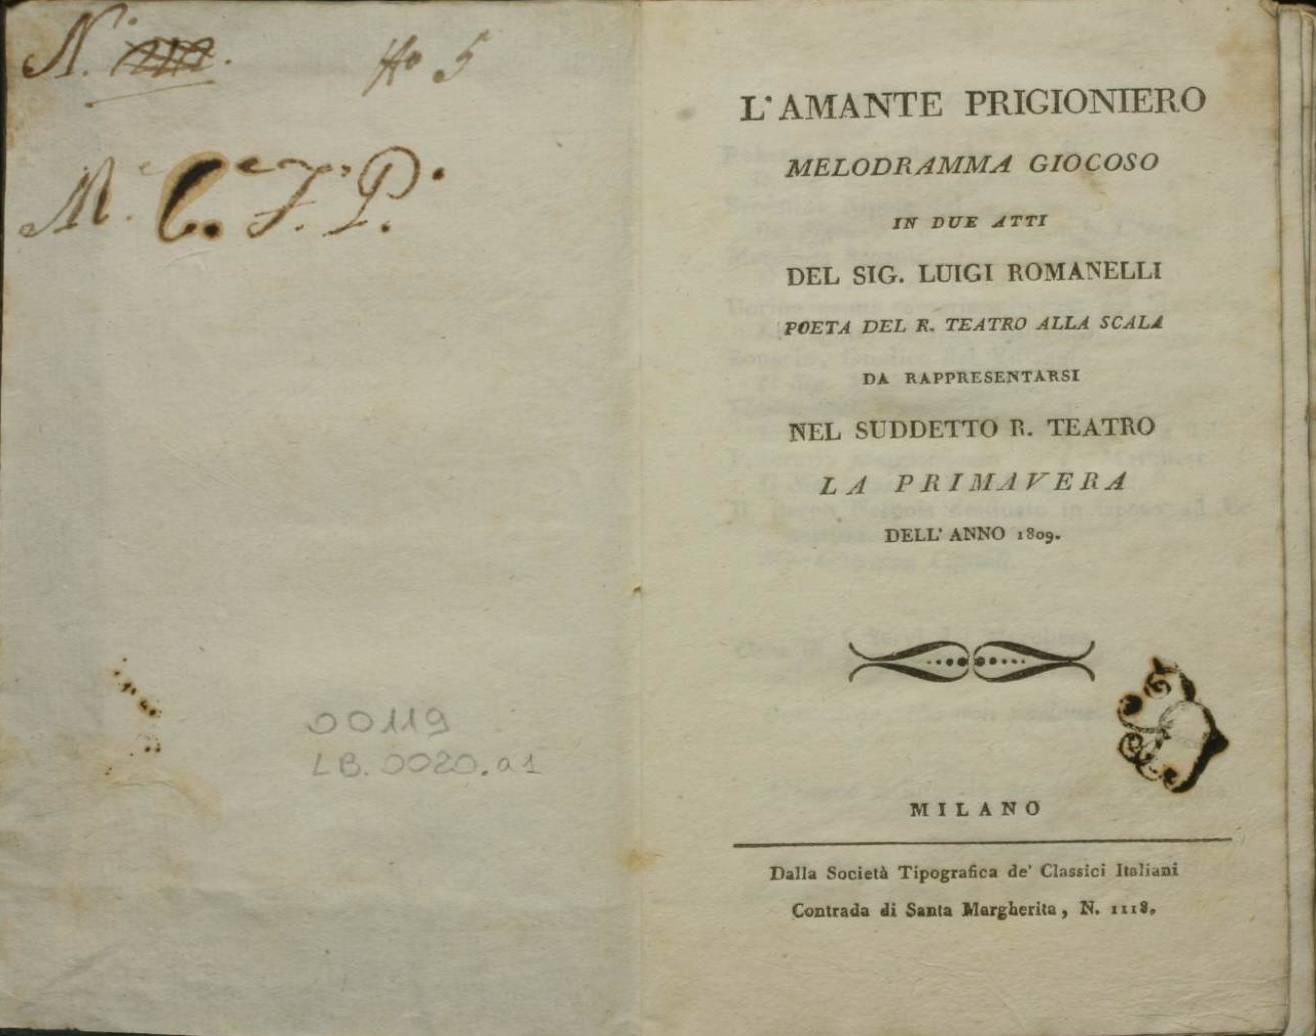 N.
No 5
M. C. F. P.
00119
LB.0020.a1
L'AMANTE PRIGIONIERO
MELODRAMMA GIOCOSO
IN DUE ATTI
DEL SIG. LUIGI ROMANELLI
POETA DEL R. TEATRO ALLA SCALA
DA RAPPRESENTARSI
NEL SUDDETTO R. TEATRO
LA PRIMAVERA
DELL' ANNO 1809.
MILANO
Dalla Società Tipografica de' Classici Italiani
Contrada di Santa Margherita, N. 1118.